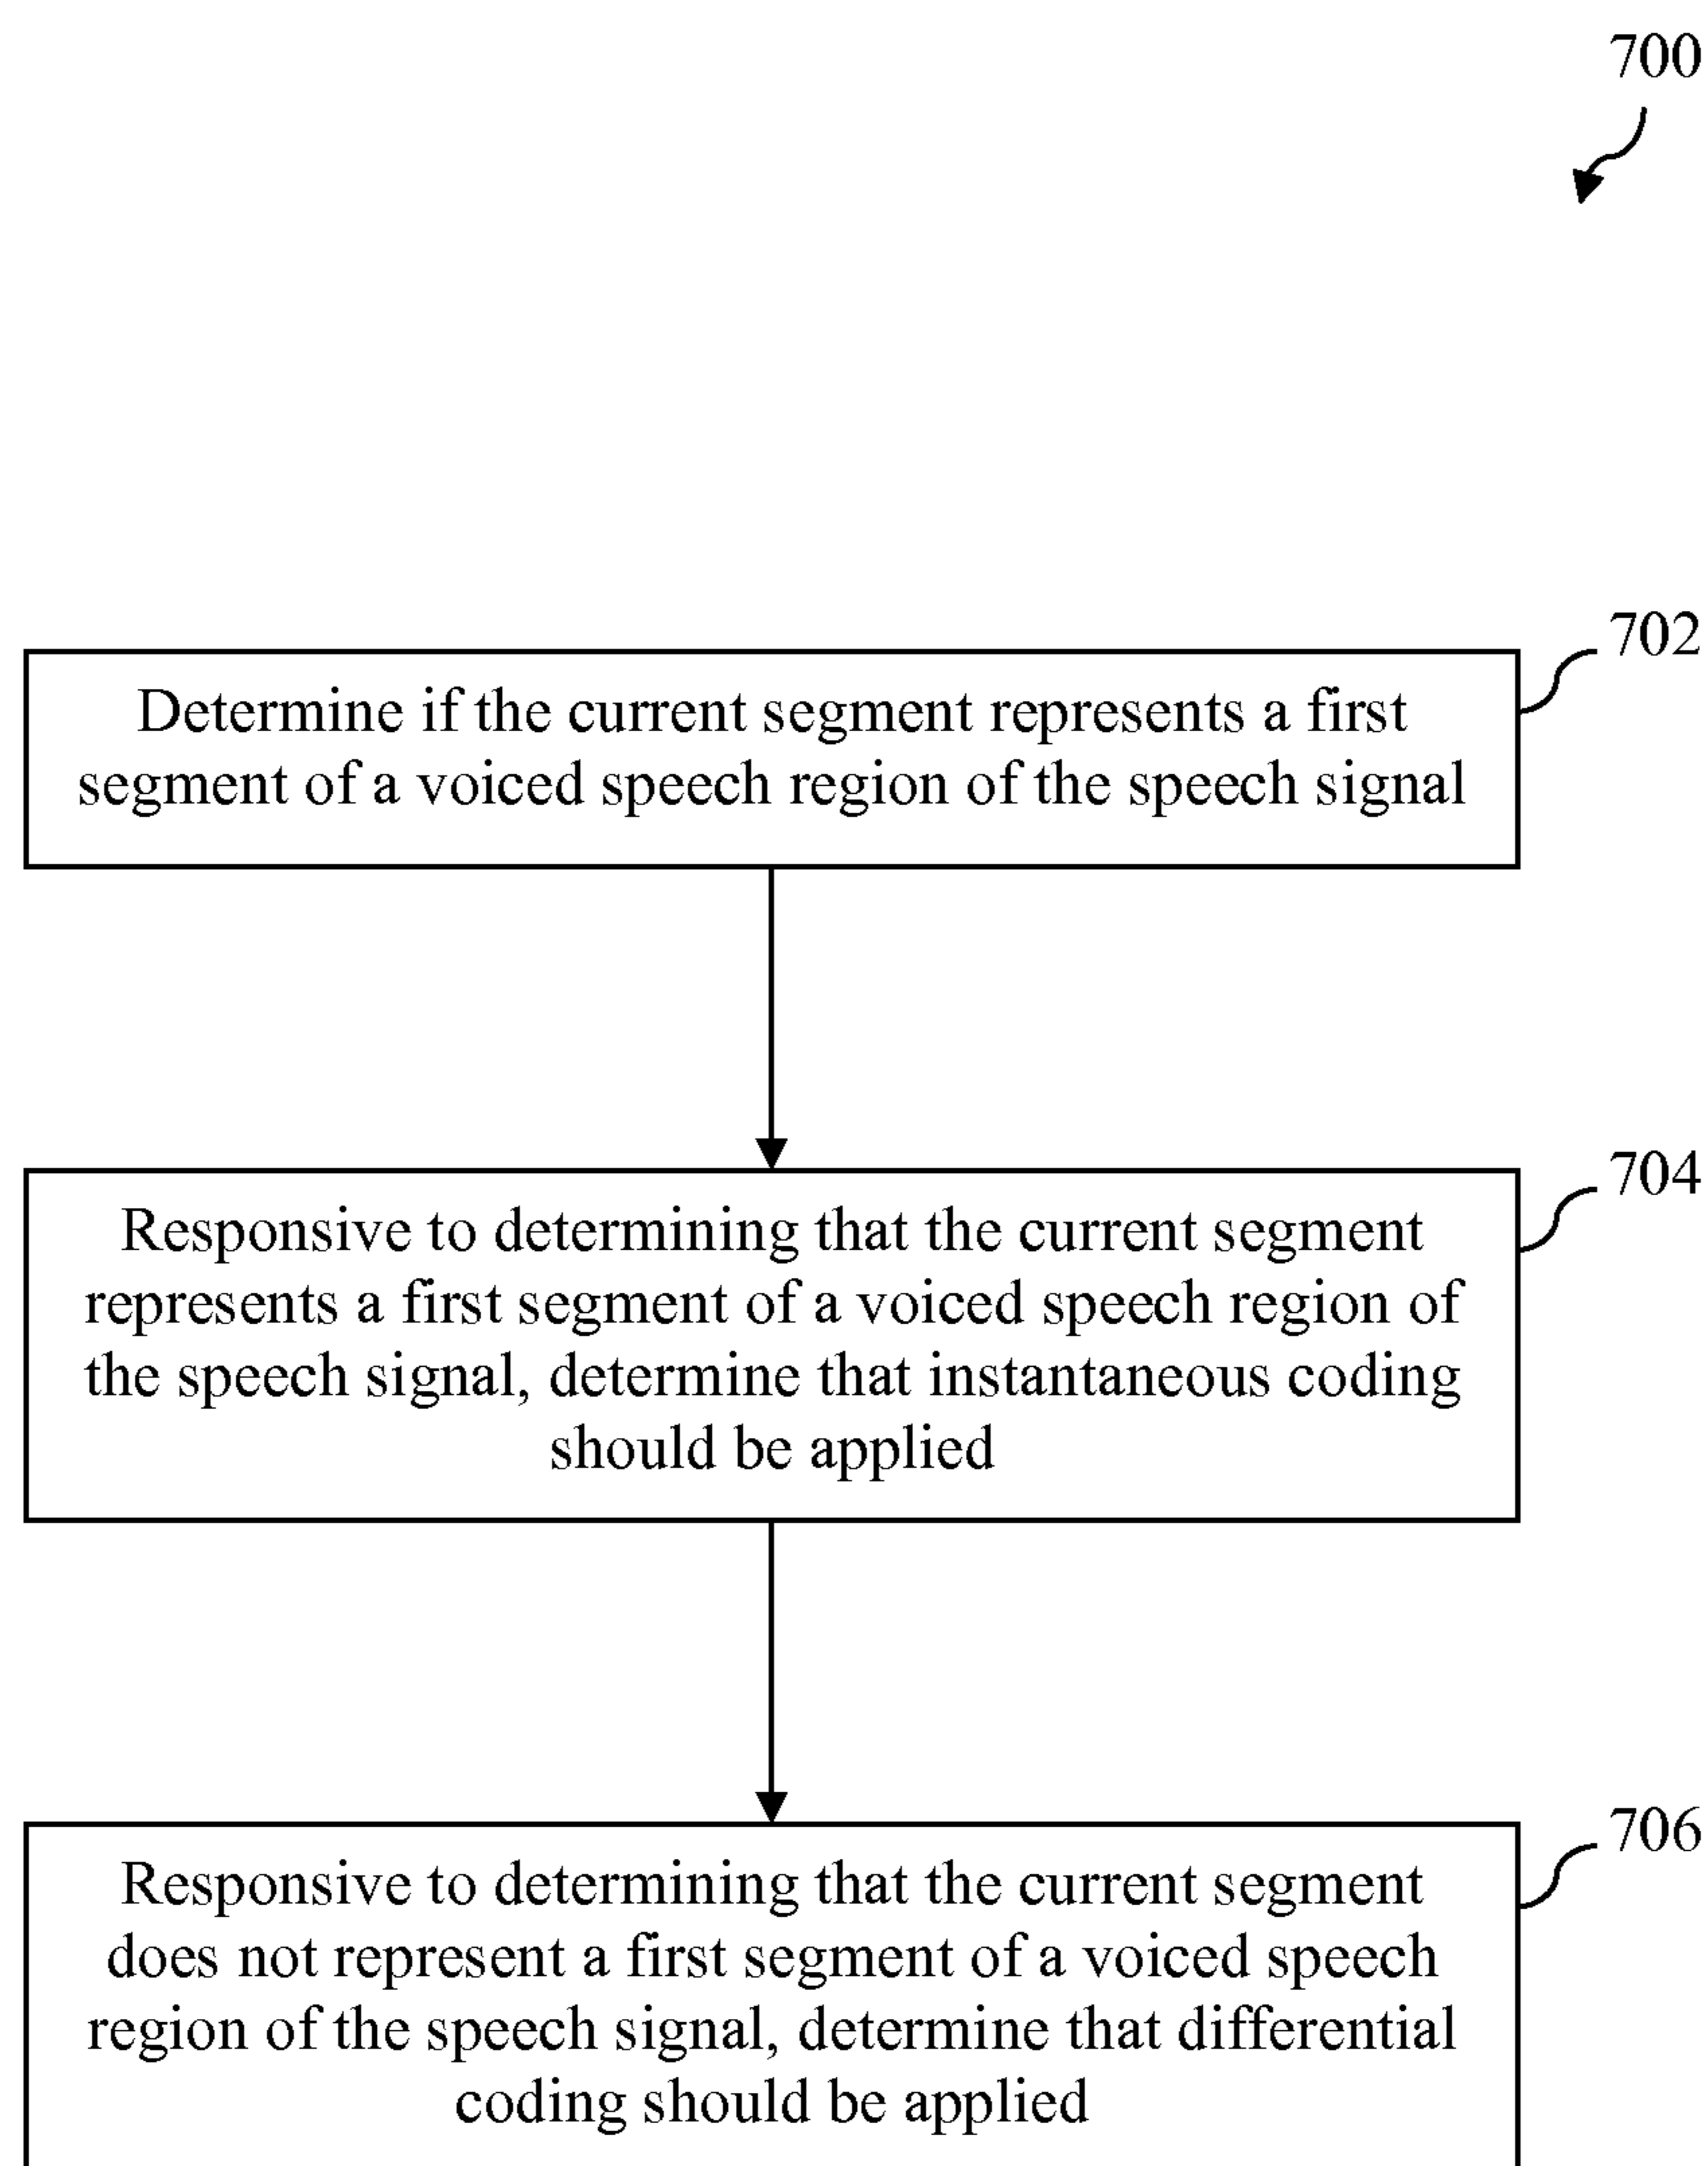 700
702
Determine if the current segment represents a first
segment of a voiced speech region of the speech signal
704
Responsive to determining that the current segment
represents a first segment of a voiced speech region of
the speech signal, determine that instantaneous coding
should be applied
706
Responsive to determining that the current segment
does not represent a first segment of a voiced speech
region of the speech signal, determine that differential
coding should be applied